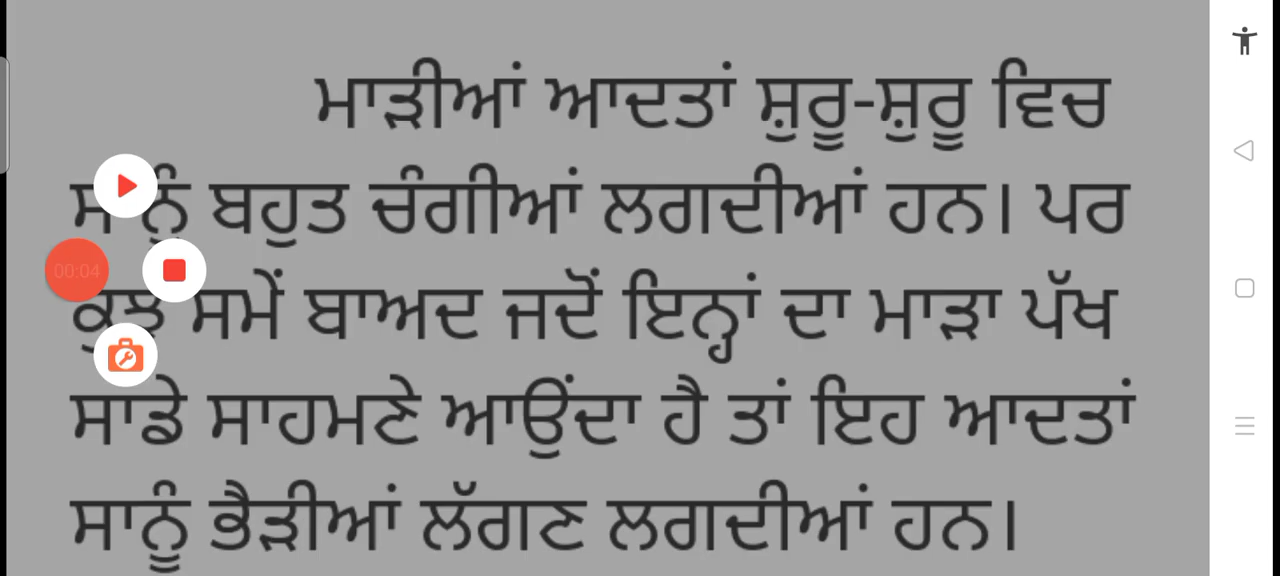 ਮਾੜੀਆਂ ਆਦਤਾਂ ਸ਼ੁਰੂ-ਸ਼ੁਰੂ ਵਿਚ
ਸਾਨੂੰ ਬਹੁਤ ਚੰਗੀਆਂ ਲਗਦੀਆਂ ਹਨ। ਪਰ
00:04
ਕੁਝ ਸਮੇਂ ਬਾਅਦ ਜਦੋਂ ਇਨ੍ਹਾਂ ਦਾ ਮਾੜਾ ਪੱਖ
ਸਾਡੇ ਸਾਹਮਣੇ ਆਉਂਦਾ ਹੈ ਤਾਂ ਇਹ ਆਦਤਾਂ
ਸਾਨੂੰ ਭੈੜੀਆਂ ਲੱਗਣ ਲਗਦੀਆਂ ਹਨ।